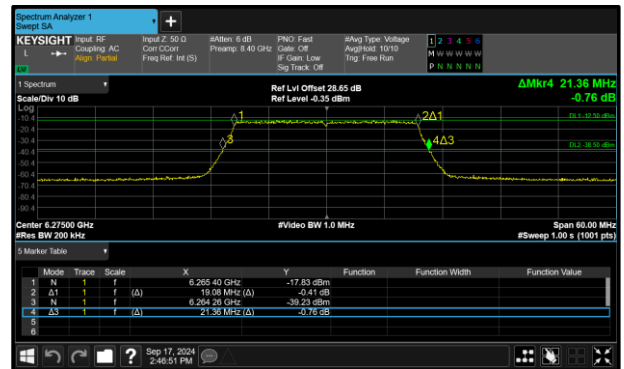 Spectrum Analyzer 1
Swept SA
+
KEYSIGHT
L
LXI
Input: RF
Coupling: AC
Align: Partial
Input Z: 50 Ω
Corr CCorr
Freq Ref: Int (S)
#Atten: 6 dB
Preamp: 8.40 GHz
PNO: Fast
Gate: Off
IF Gain: Low
Sig Track: Off
#Avg Type: Voltage
Avg|Hold: 10/10
Trig: Free Run
1 2 3 4 5 6
M W W W W W
P N N N N N
1 Spectrum
Scale/Div 10 dB
Ref Lvl Offset 28.65 dB
Ref Level -0.35 dBm
ΔMkr4 21.36 MHz
-0.76 dB
Log
-10.4
-20.4
-30.4
-40.4
-50.4
-60.4
-70.4
-80.4
-90.4
1
2Δ1
3
4Δ3
DL1 -12.50 dBm
DL2 -38.50 dBm
Center 6.27500 GHz
#Res BW 200 kHz
#Video BW 1.0 MHz
Span 60.00 MHz
#Sweep 1.00 s (1001 pts)
5 Marker Table
Mode Trace Scale X Y Function Function Width Function Value
1 N 1 f 6.265 40 GHz -17.83 dBm
2 Δ1 1 f (Δ) 19.08 MHz (Δ) -0.41 dB
3 N 1 f 6.264 26 GHz -39.23 dBm
4 Δ3 1 f (Δ) 21.36 MHz (Δ) -0.76 dB
5
6
?
Sep 17, 2024
2:46:51 PM